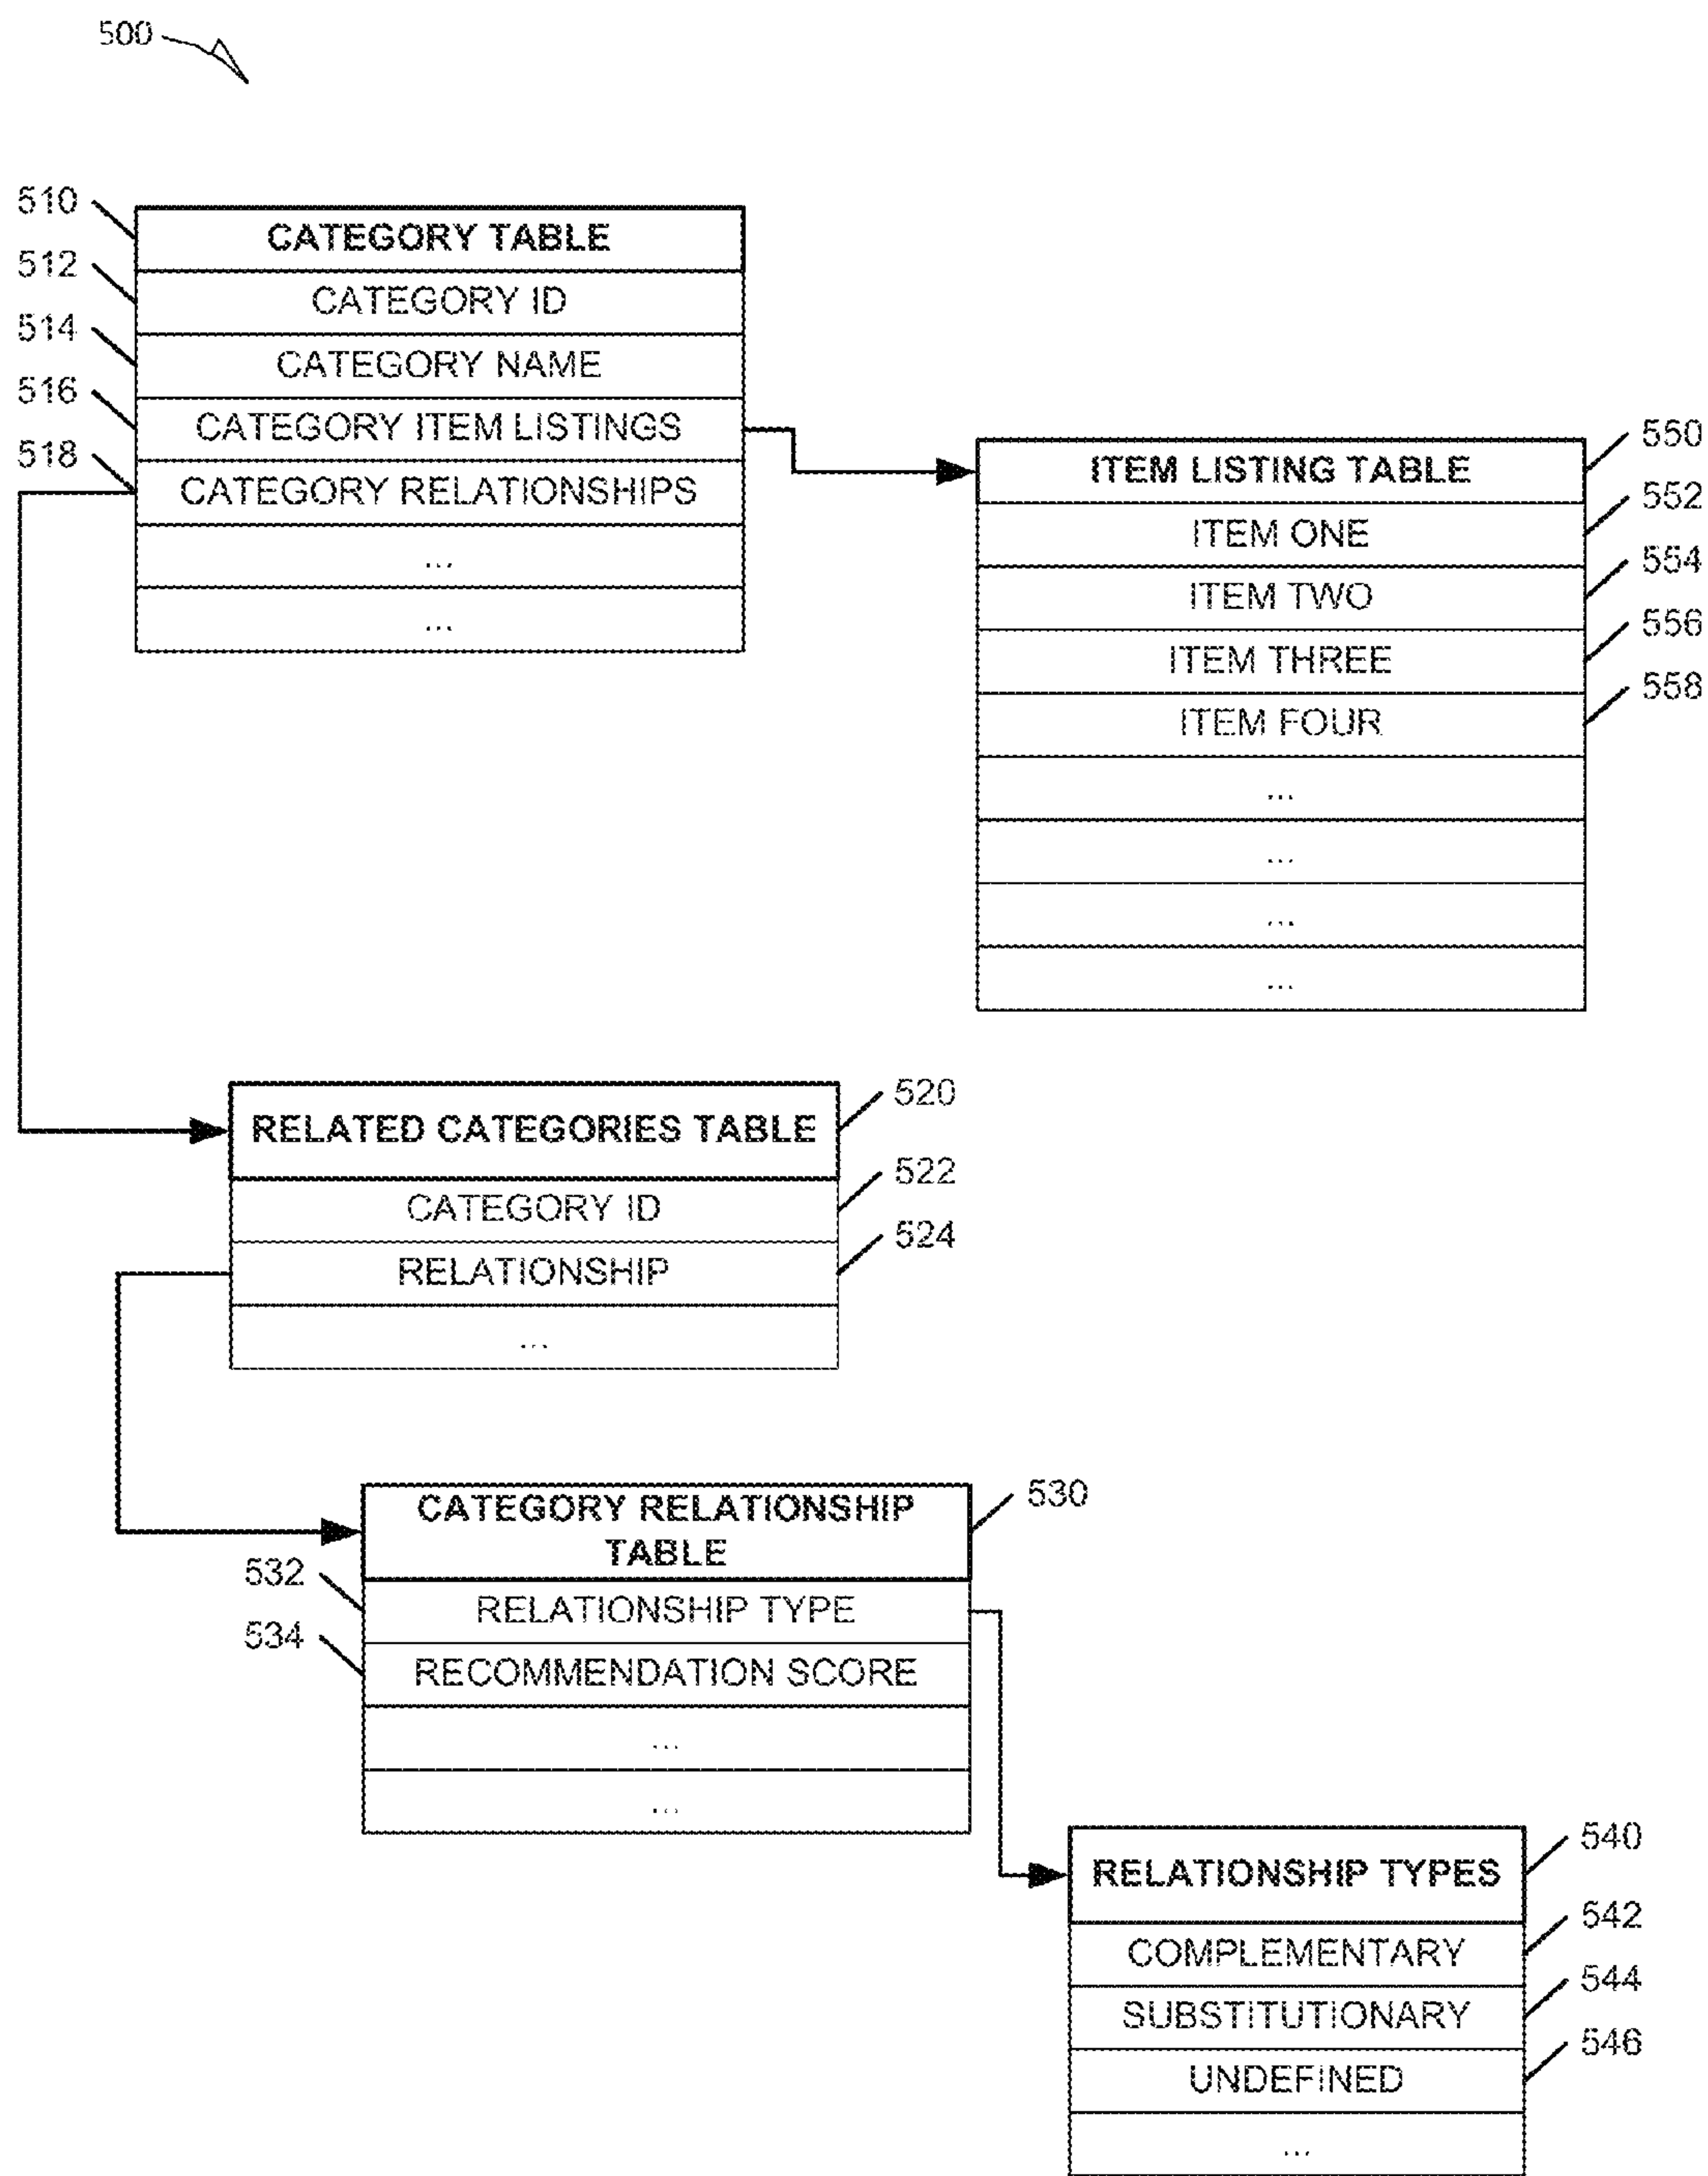 500
510
CATEGORY TABLE
512
CATEGORY ID
514
CATEGORY NAME
516
CATEGORY ITEM LISTINGS
518
CATEGORY RELATIONSHIPS
...
...
550
ITEM LISTING TABLE
552
ITEM ONE
554
ITEM TWO
556
ITEM THREE
558
ITEM FOUR
...
...
...
...
520
RELATED CATEGORIES TABLE
522
CATEGORY ID
524
RELATIONSHIP
...
530
CATEGORY RELATIONSHIP
TABLE
532
RELATIONSHIP TYPE
534
RECOMMENDATION SCORE
...
...
540
RELATIONSHIP TYPES
542
COMPLEMENTARY
544
SUBSTITUTIONARY
546
UNDEFINED
...